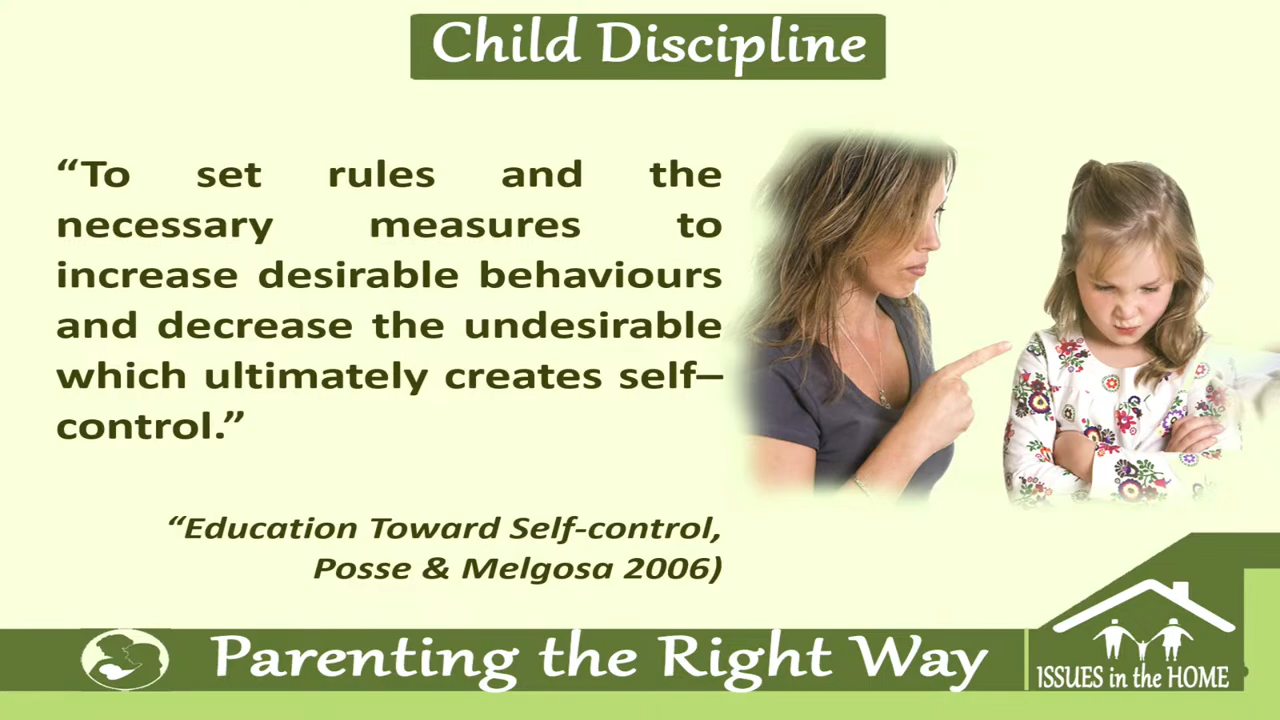 Child Discipline
“To set rules and the
necessary measures to
increase desirable behaviours
and decrease the undesirable
which ultimately creates self–
control.”
“Education Toward Self-control,
Posse & Melgosa 2006)
Parenting the Right Way
ISSUES in the HOME